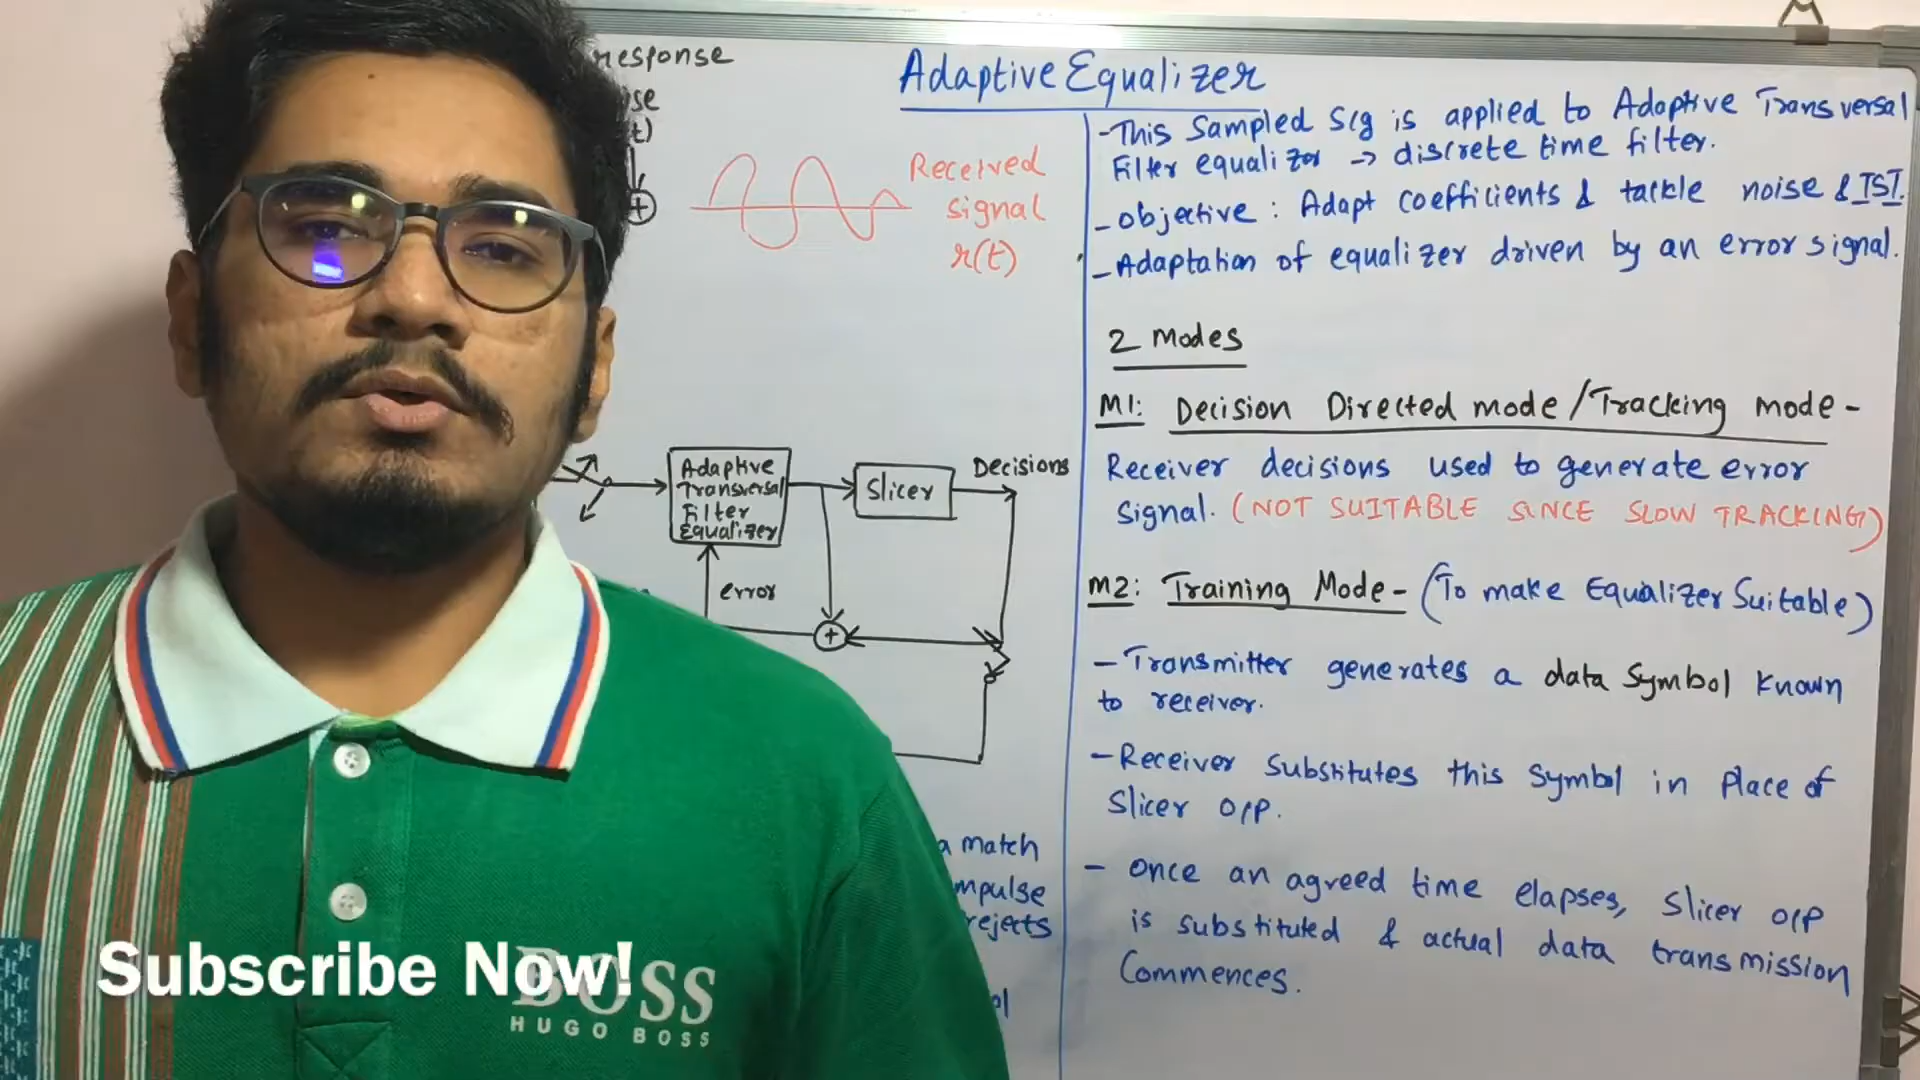 response
Adaptive Equalizer
Received
signal
r(t)
Adaptive
Transversal
Filter
Equalizer
Slicer
Decisions
error
+
a match
mpulse
rejects
-This Sampled Sig is applied to Adaptive Transversal
Filter equalizer → discrete time filter.
- objective : Adapt coefficients & tackle noise & ISI.
- Adaptation of equalizer driven by an error signal.
2 Modes
M1: Decision Directed mode/Tracking mode -
Receiver decisions used to generate error
signal. (NOT SUITABLE SINCE SLOW TRACKING)
M2: Training Mode - (To make Equalizer Suitable)
- Transmitter generates a data symbol known
to receiver.
- Receiver substitutes this symbol in place of
Slicer O/P.
- Once an agreed time elapses, slicer O/P
is substituted & actual data transmission
Commences.
Subscribe Now!
BOSS
HUGO BOSS